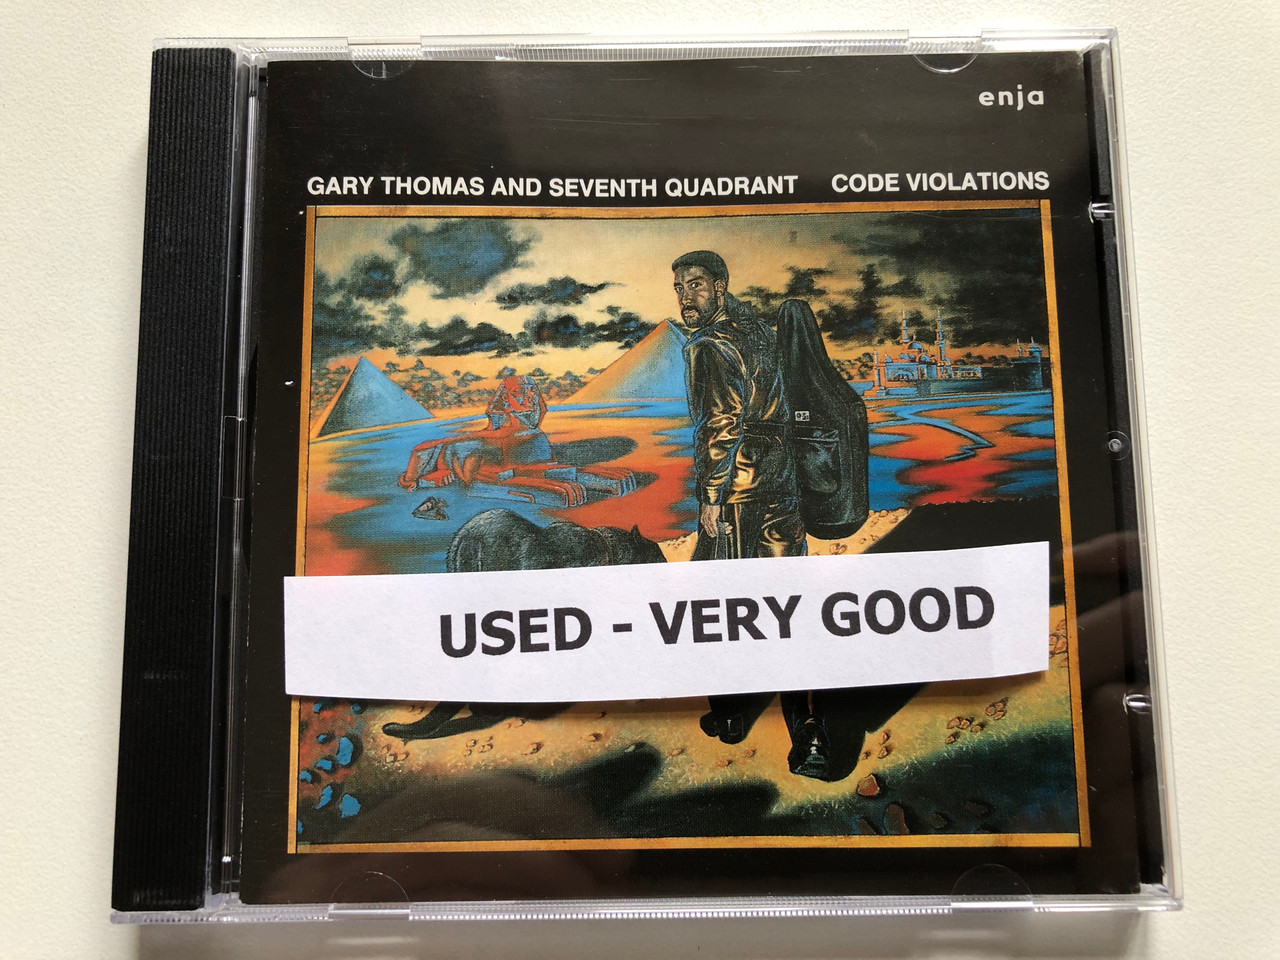 enja
GARY THOMAS AND SEVENTH QUADRANT CODE VIOLATIONS
USED - VERY GOOD